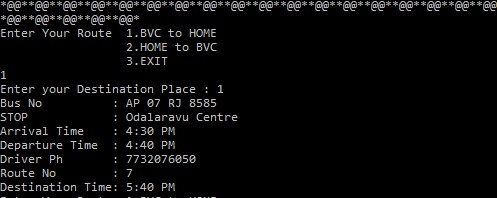 *@@**@@**@@**@@**@@**@@**@@**@@**@@**@@**@@**@@**@@**@@**@@**@@**@@
*@@**@@**@@**@@*
Enter Your Route  1.BVC to HOME
                  2.HOME to BVC
                  3.EXIT
1
Enter your Destination Place : 1
Bus No          : AP 07 RJ 8585
STOP            : Odalaravu Centre
Arrival Time    : 4:30 PM
Departure Time  : 4:40 PM
Driver Ph       : 7732076050
Route No        : 7
Destination Time: 5:40 PM